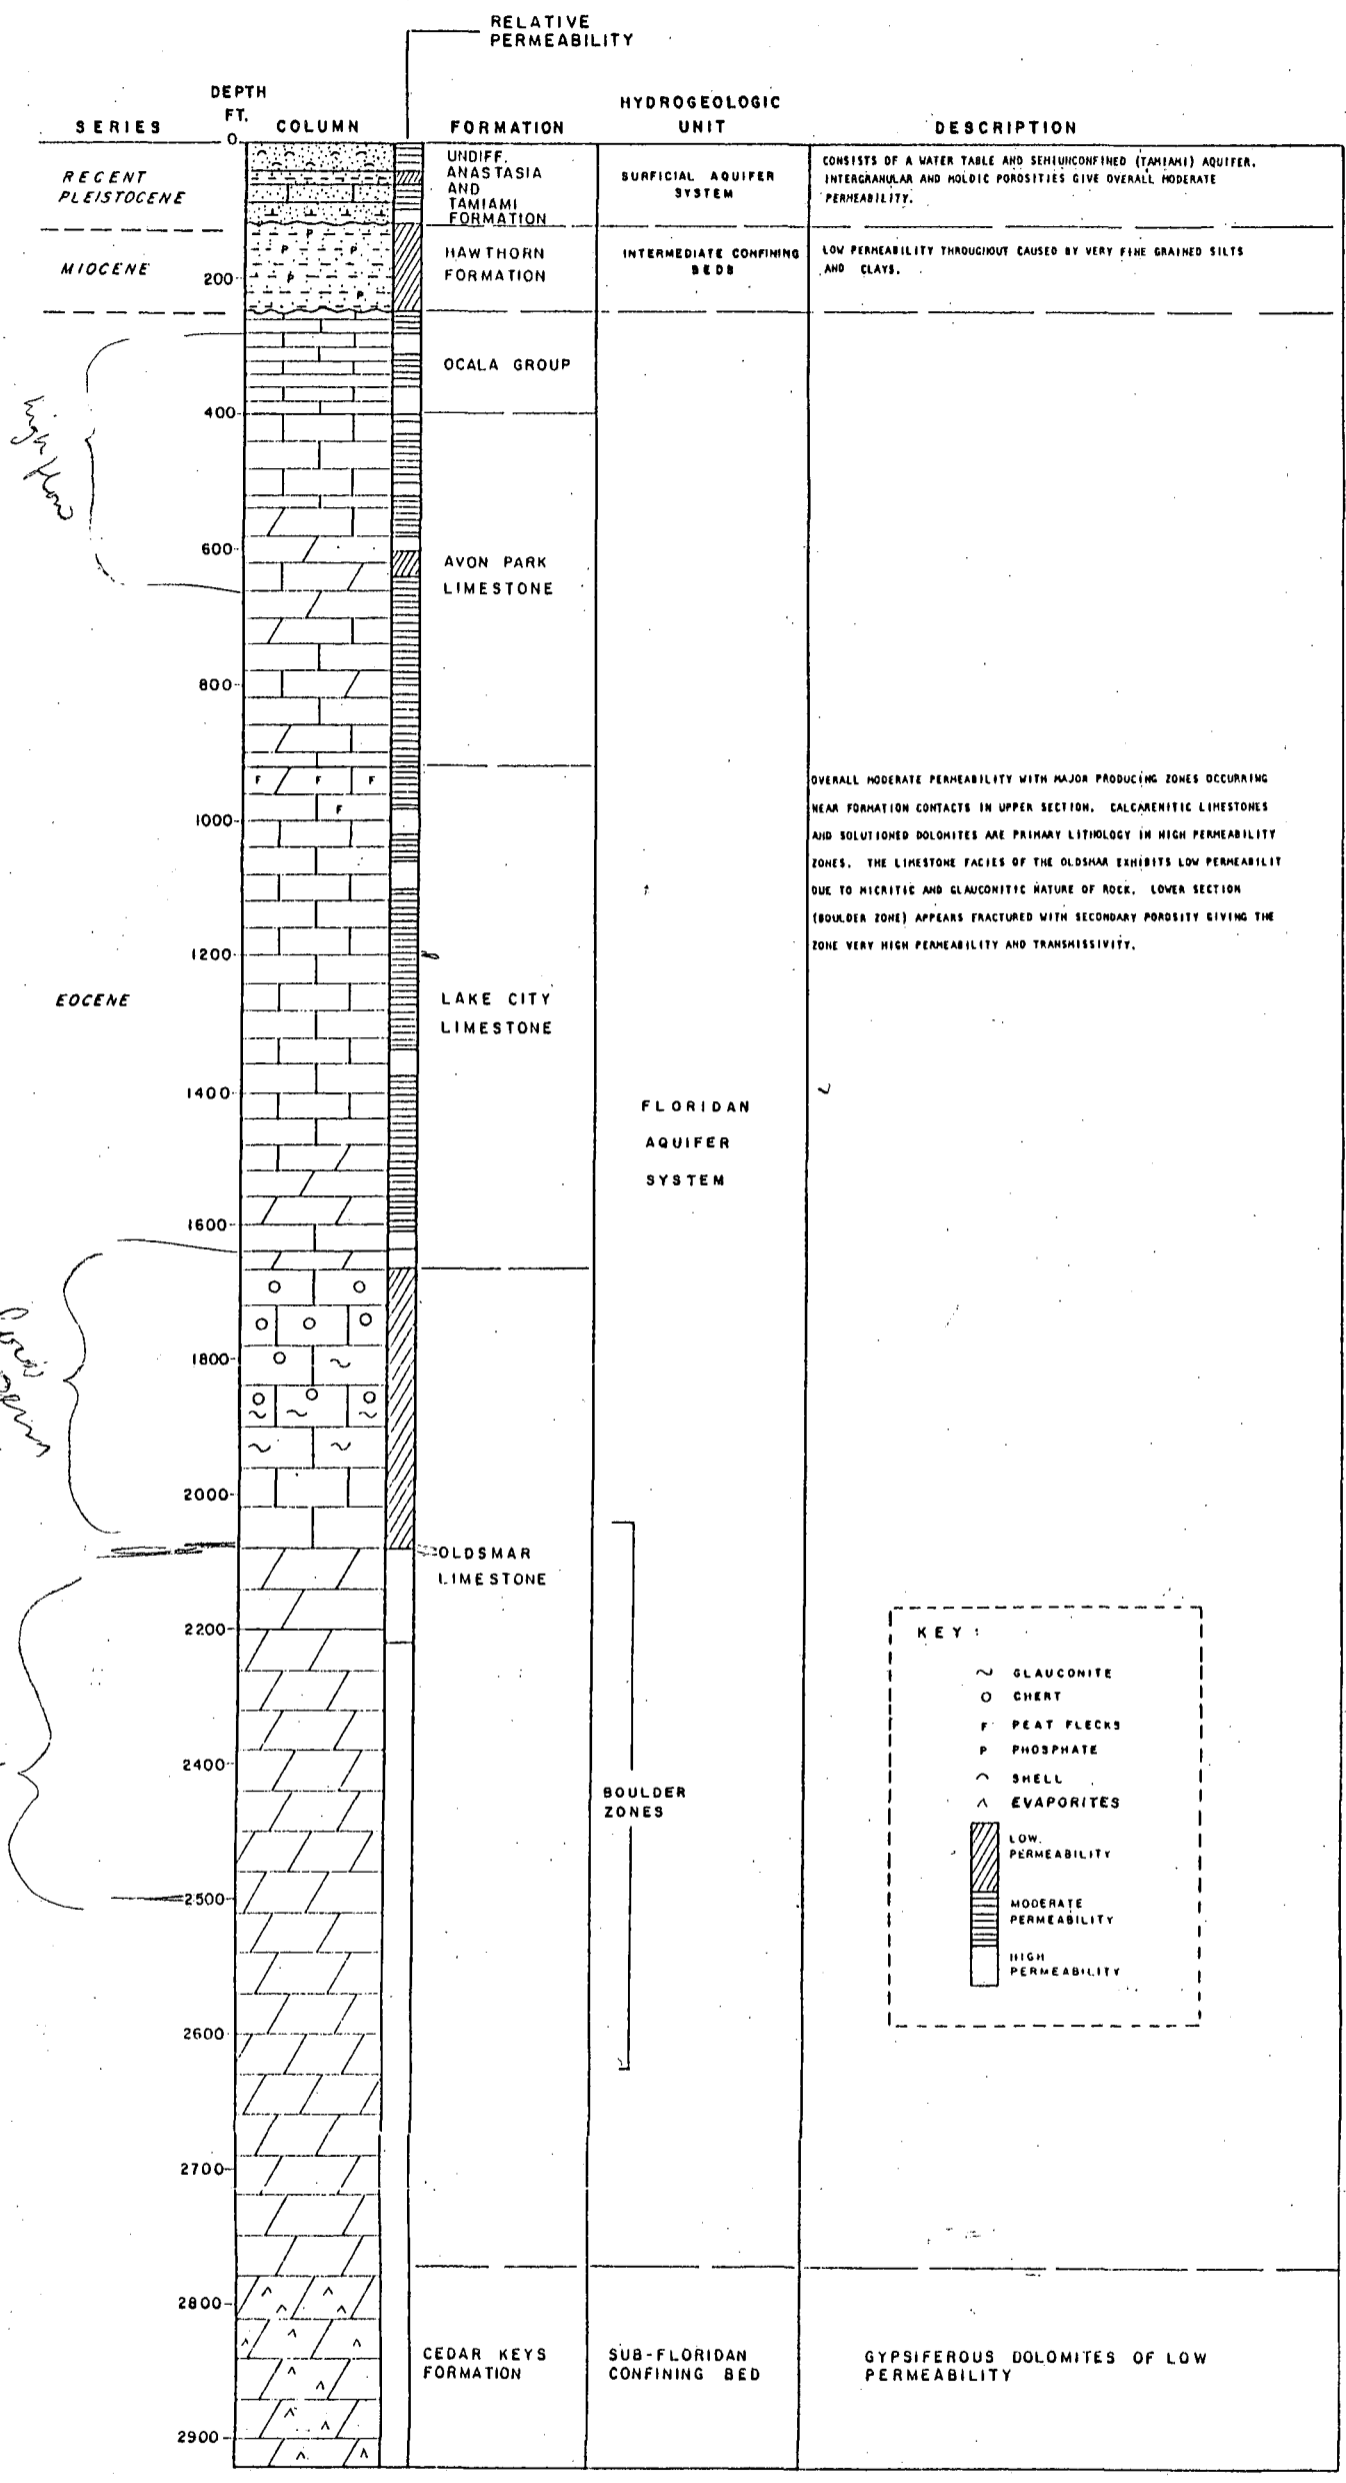 RELATIVE
PERMEABILITY
SERIES
DEPTH
FT.
COLUMN
FORMATION
HYDROGEOLOGIC
UNIT
DESCRIPTION
0
RECENT
PLEISTOCENE
UNDIFF.
ANASTASIA
AND
TAMIAMI
FORMATION
SURFICIAL AQUIFER
SYSTEM
CONSISTS OF A WATER TABLE AND SEMIUNCONFINED (TAMIAMI) AQUIFER.
INTERGRANULAR AND MOLDIC POROSITIES GIVE OVERALL MODERATE
PERMEABILITY.
MIOCENE
P
P P
P
P
200
HAWTHORN
FORMATION
INTERMEDIATE CONFINING
BEDS
LOW PERMEABILITY THROUGHOUT CAUSED BY VERY FINE GRAINED SILTS
AND CLAYS.
high flow
OCALA GROUP
400
600
AVON PARK
LIMESTONE
800
F F F
F
1000
OVERALL MODERATE PERMEABILITY WITH MAJOR PRODUCING ZONES OCCURRING
NEAR FORMATION CONTACTS IN UPPER SECTION. CALCARENITIC LIMESTONES
AND SOLUTIONED DOLOMITES ARE PRIMARY LITHOLOGY IN HIGH PERMEABILITY
ZONES. THE LIMESTONE FACIES OF THE OLDSMAR EXHIBITS LOW PERMEABILIT
DUE TO MICRITIC AND GLAUCONITIC NATURE OF ROCK. LOWER SECTION
(BOULDER ZONE) APPEARS FRACTURED WITH SECONDARY POROSITY GIVING THE
ZONE VERY HIGH PERMEABILITY AND TRANSMISSIVITY.
1200
EOCENE
LAKE CITY
LIMESTONE
1400
FLORIDAN
AQUIFER
SYSTEM
1600
1800
2000
OLDSMAR
LIMESTONE
2200
2400
BOULDER
ZONES
2500
2600
2700
KEY:
GLAUCONITE
CHERT
F PEAT FLECKS
P PHOSPHATE
SHELL
EVAPORITES
LOW.
PERMEABILITY
MODERATE
PERMEABILITY
HIGH
PERMEABILITY
2800
CEDAR KEYS
FORMATION
SUB-FLORIDAN
CONFINING BED
GYPSIFEROUS DOLOMITES OF LOW
PERMEABILITY
2900